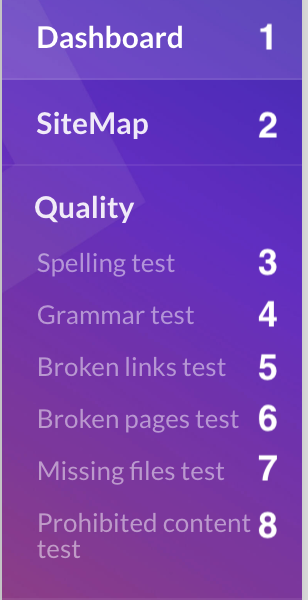 Dashboard 1
SiteMap 2
Quality
Spelling test 3
Grammar test 4
Broken links test 5
Broken pages test 6
Missing files test 7
Prohibited content 8
test